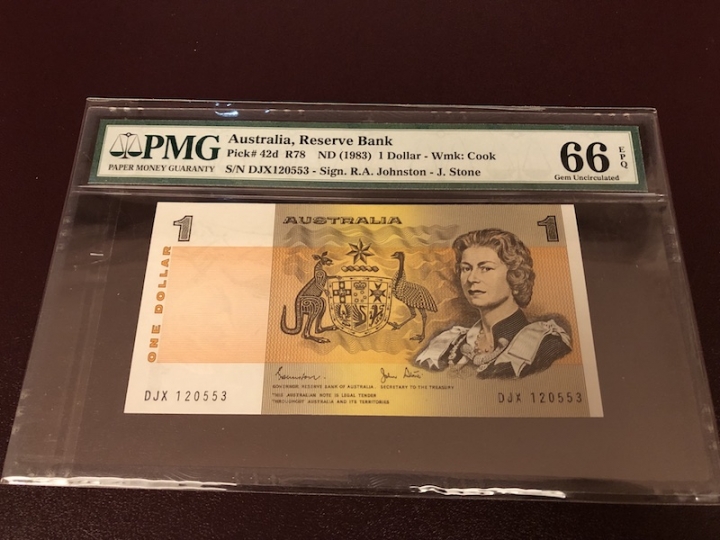 PMG
PAPER MONEY GUARANTY
Australia, Reserve Bank
Pick# 42d R78 ND (1983) 1 Dollar - Wmk: Cook
S/N DJX120553 - Sign. R.A. Johnston - J. Stone
66 EPQ
Gem Uncirculated
1 AUSTRALIA 1
ONE DOLLAR
GOVERNOR RESERVE BANK OF AUSTRALIA. SECRETARY TO THE TREASURY
THIS AUSTRALIAN NOTE IS LEGAL TENDER
THROUGHOUT AUSTRALIA AND ITS TERRITORIES
DJX 120553 DJX 120553